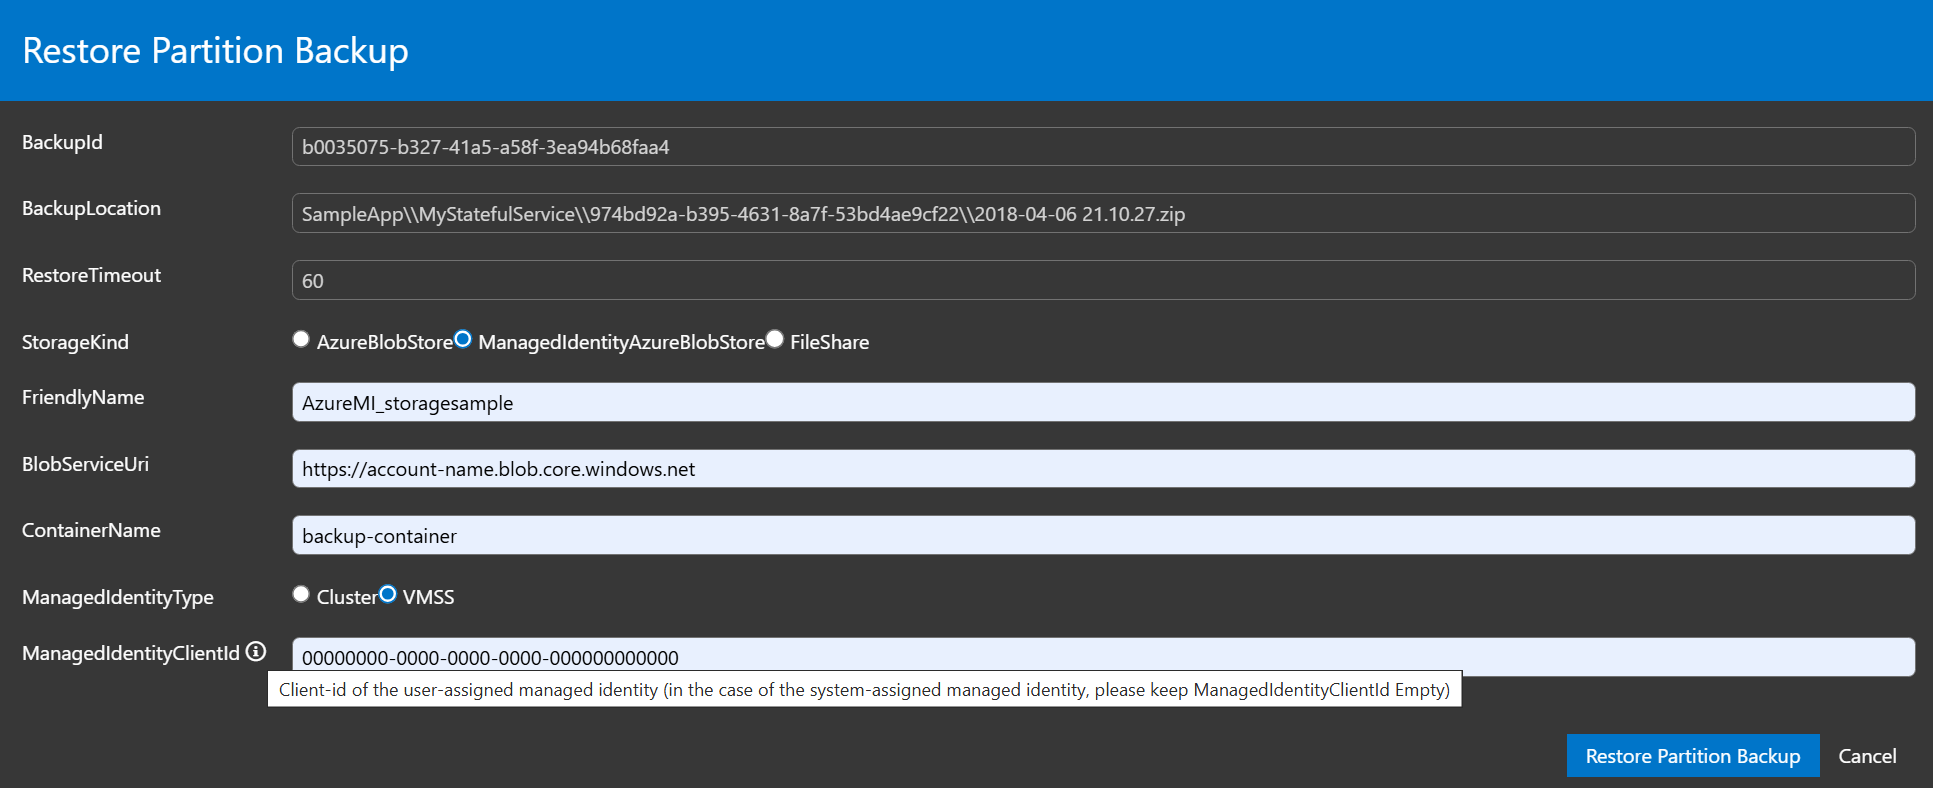 Restore Partition Backup
BackupId b0035075-b327-41a5-a58f-3ea94b68faa4
BackupLocation SampleApp\\MyStatefulService\\974bd92a-b395-4631-8a7f-53bd4ae9cf22\\2018-04-06 21.10.27.zip
RestoreTimeout 60
StorageKind AzureBlobStore ManagedIdentityAzureBlobStore FileShare
FriendlyName AzureMI_storagesample
BlobServiceUri https://account-name.blob.core.windows.net
ContainerName backup-container
ManagedIdentityType Cluster VMSS
ManagedIdentityClientId 00000000-0000-0000-0000-000000000000
Client-id of the user-assigned managed identity (in the case of the system-assigned managed identity, please keep ManagedIdentityClientId Empty)
Restore Partition Backup Cancel